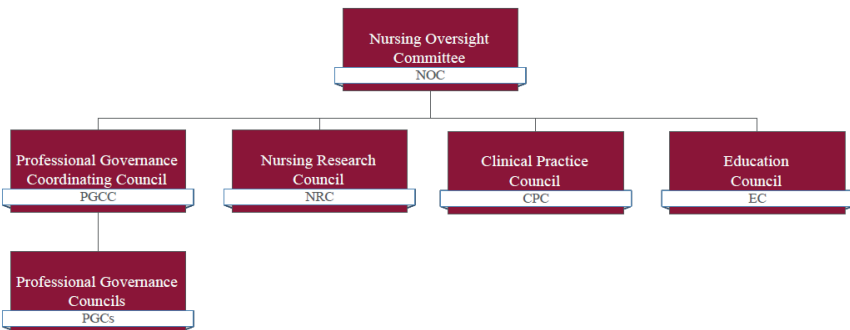 Nursing Oversight
Committee
NOC
Professional Governance
Coordinating Council
PGCC
Nursing Research
Council
NRC
Clinical Practice
Council
CPC
Education
Council
EC
Professional Governance
Councils
PGCs